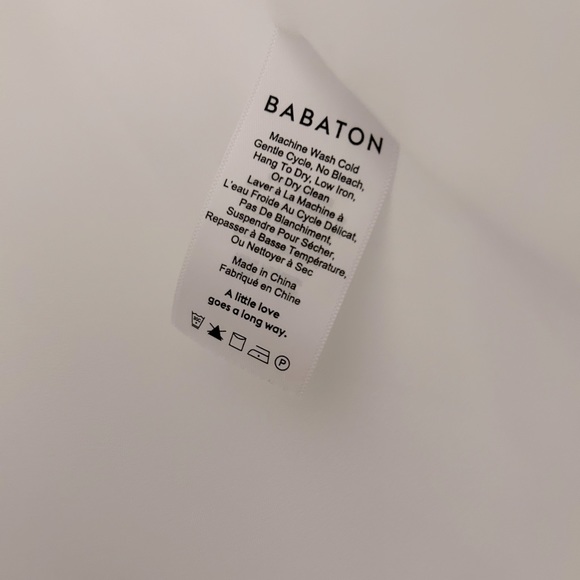 BABATON
Machine Wash Cold
Gentle Cycle, No Bleach,
Hang To Dry, Low Iron,
Or Dry Clean
Laver à La Machine à
L'eau Froide Au Cycle Délicat,
Pas De Blanchiment,
Suspendre Pour Sécher,
Repasser à Basse Température,
Ou Nettoyer à Sec
Made in China
Fabriqué en Chine
A little love
goes a long way.
P